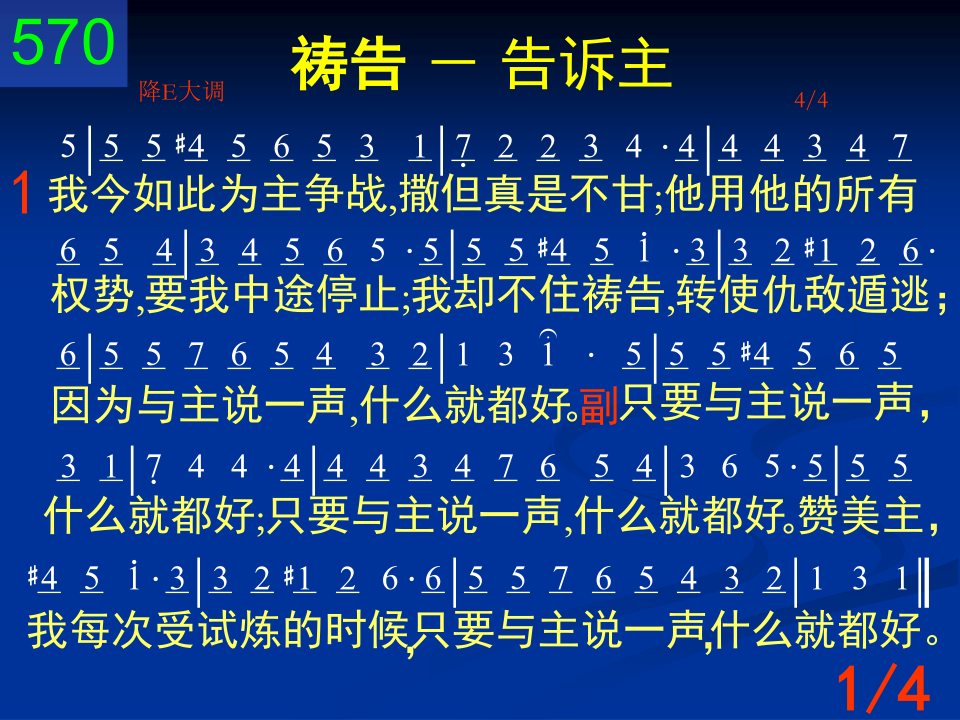 570
祷告 － 告诉主
降E大调 4/4
5|5 5 #4 5 6 5 3 1|7̣ 2 2 3 4 · 4|4 4 3 4 7
1 我今如此为主争战,撒但真是不甘;他用他的所有
6 5 4|3 4 5 6 5 · 5|5 5 #4 5 i · 3|3 2 #1 2 6 ·
权势,要我中途停止;我却不住祷告,转使仇敌遁逃；
6|5 5 7 6 5 4 3 2|1 3 i · 5|5 5 #4 5 6 5
因为与主说一声,什么就都好。副 只要与主说一声，
3 1|7̣ 4 4 · 4|4 4 3 4 7 6 5 4|3 6 5 · 5|5 5
什么就都好;只要与主说一声,什么就都好。赞美主，
#4 5 i · 3|3 2 #1 2 6 · 6|5 5 7 6 5 4 3 2|1 3 1‖
我每次受试炼的时候,只要与主说一声,什么就都好。
1/4